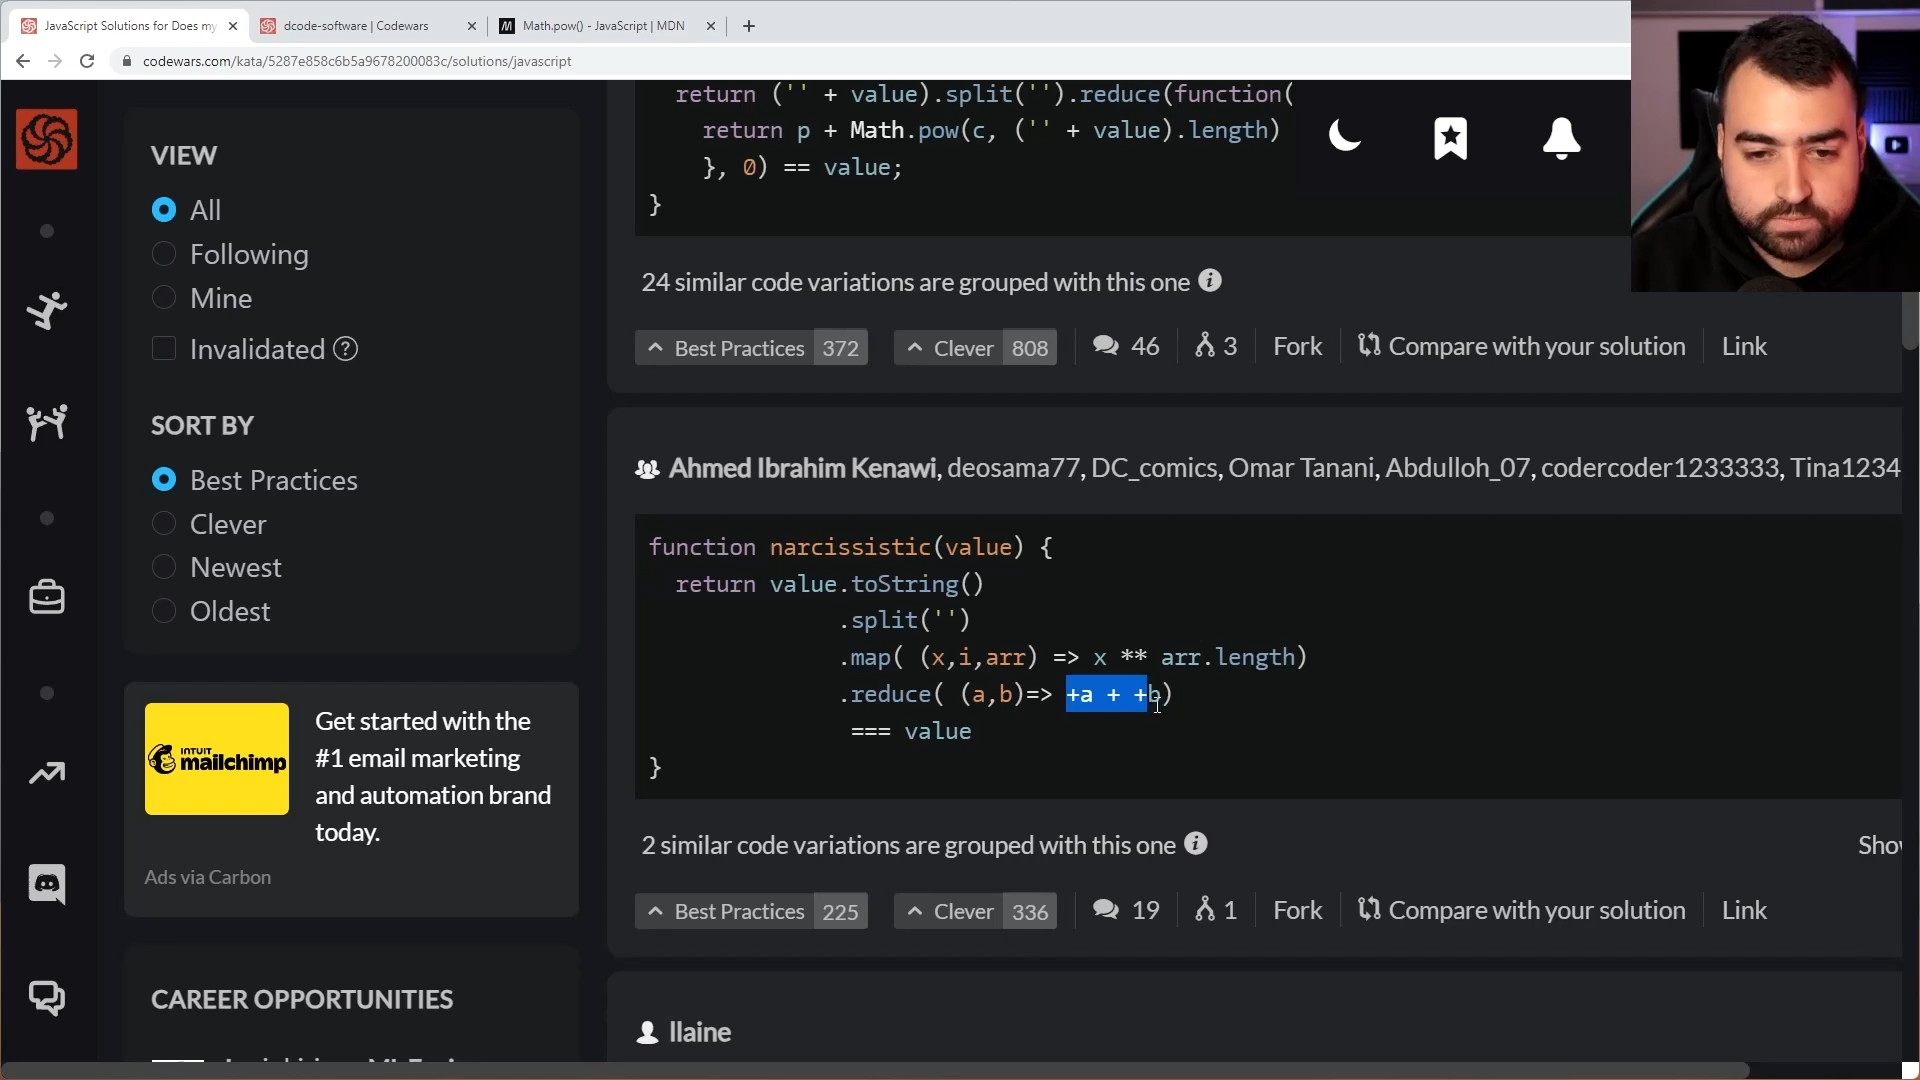 JavaScript Solutions for Does my
dcode-software | Codewars
Math.pow() - JavaScript | MDN
codewars.com/kata/5287e858c6b5a9678200083c/solutions/javascript
VIEW
All
Following
Mine
Invalidated
SORT BY
Best Practices
Clever
Newest
Oldest
INTUIT
mailchimp
Get started with the
#1 email marketing
and automation brand
today.
Ads via Carbon
CAREER OPPORTUNITIES
return ('' + value).split('').reduce(function(
return p + Math.pow(c, ('' + value).length)
}, 0) == value;
}
24 similar code variations are grouped with this one
Best Practices 372 Clever 808 46 3 Fork Compare with your solution Link
Ahmed Ibrahim Kenawi, deosama77, DC_comics, Omar Tanani, Abdulloh_07, codercoder1233333, Tina1234
function narcissistic(value) {
return value.toString()
.split('')
.map( (x,i,arr) => x ** arr.length)
.reduce( (a,b)=> +a + +b)
=== value
}
2 similar code variations are grouped with this one
Show
Best Practices 225 Clever 336 19 1 Fork Compare with your solution Link
llaine